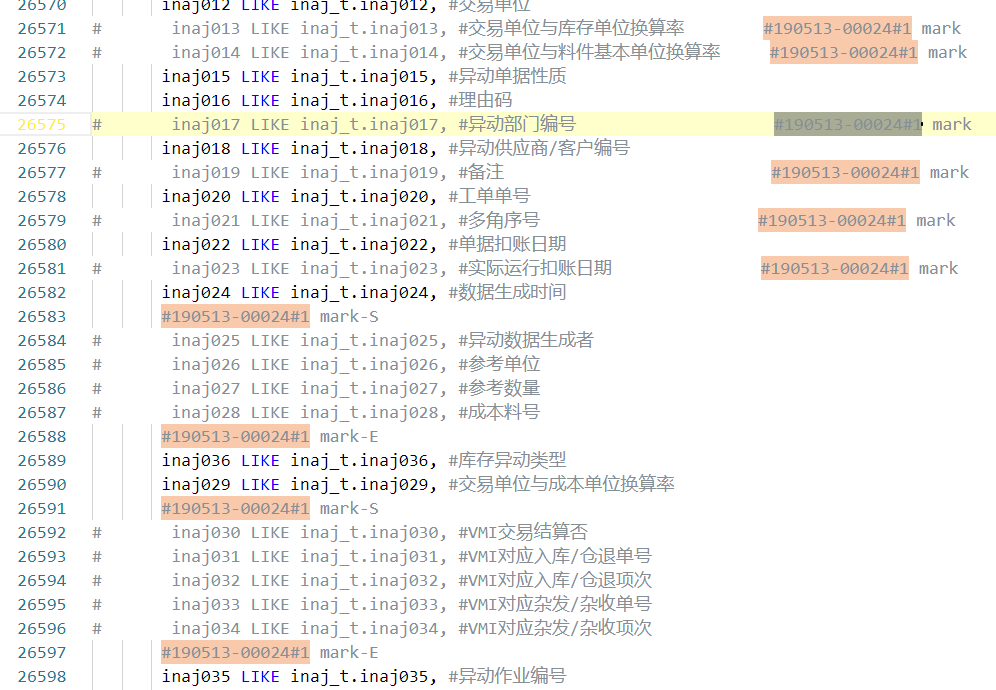 26570 inaj012 LIKE inaj_t.inaj012, #交易单位
26571 # inaj013 LIKE inaj_t.inaj013, #交易单位与库存单位换算率 #190513-00024#1 mark
26572 # inaj014 LIKE inaj_t.inaj014, #交易单位与料件基本单位换算率 #190513-00024#1 mark
26573 inaj015 LIKE inaj_t.inaj015, #异动单据性质
26574 inaj016 LIKE inaj_t.inaj016, #理由码
26575 # inaj017 LIKE inaj_t.inaj017, #异动部门编号 #190513-00024#1 mark
26576 inaj018 LIKE inaj_t.inaj018, #异动供应商/客户编号
26577 # inaj019 LIKE inaj_t.inaj019, #备注 #190513-00024#1 mark
26578 inaj020 LIKE inaj_t.inaj020, #工单单号
26579 # inaj021 LIKE inaj_t.inaj021, #多角序号 #190513-00024#1 mark
26580 inaj022 LIKE inaj_t.inaj022, #单据扣账日期
26581 # inaj023 LIKE inaj_t.inaj023, #实际运行扣账日期 #190513-00024#1 mark
26582 inaj024 LIKE inaj_t.inaj024, #数据生成时间
26583 #190513-00024#1 mark-S
26584 # inaj025 LIKE inaj_t.inaj025, #异动数据生成者
26585 # inaj026 LIKE inaj_t.inaj026, #参考单位
26586 # inaj027 LIKE inaj_t.inaj027, #参考数量
26587 # inaj028 LIKE inaj_t.inaj028, #成本料号
26588 #190513-00024#1 mark-E
26589 inaj036 LIKE inaj_t.inaj036, #库存异动类型
26590 inaj029 LIKE inaj_t.inaj029, #交易单位与成本单位换算率
26591 #190513-00024#1 mark-S
26592 # inaj030 LIKE inaj_t.inaj030, #VMI交易结算否
26593 # inaj031 LIKE inaj_t.inaj031, #VMI对应入库/仓退单号
26594 # inaj032 LIKE inaj_t.inaj032, #VMI对应入库/仓退项次
26595 # inaj033 LIKE inaj_t.inaj033, #VMI对应杂发/杂收单号
26596 # inaj034 LIKE inaj_t.inaj034, #VMI对应杂发/杂收项次
26597 #190513-00024#1 mark-E
26598 inaj035 LIKE inaj_t.inaj035, #异动作业编号